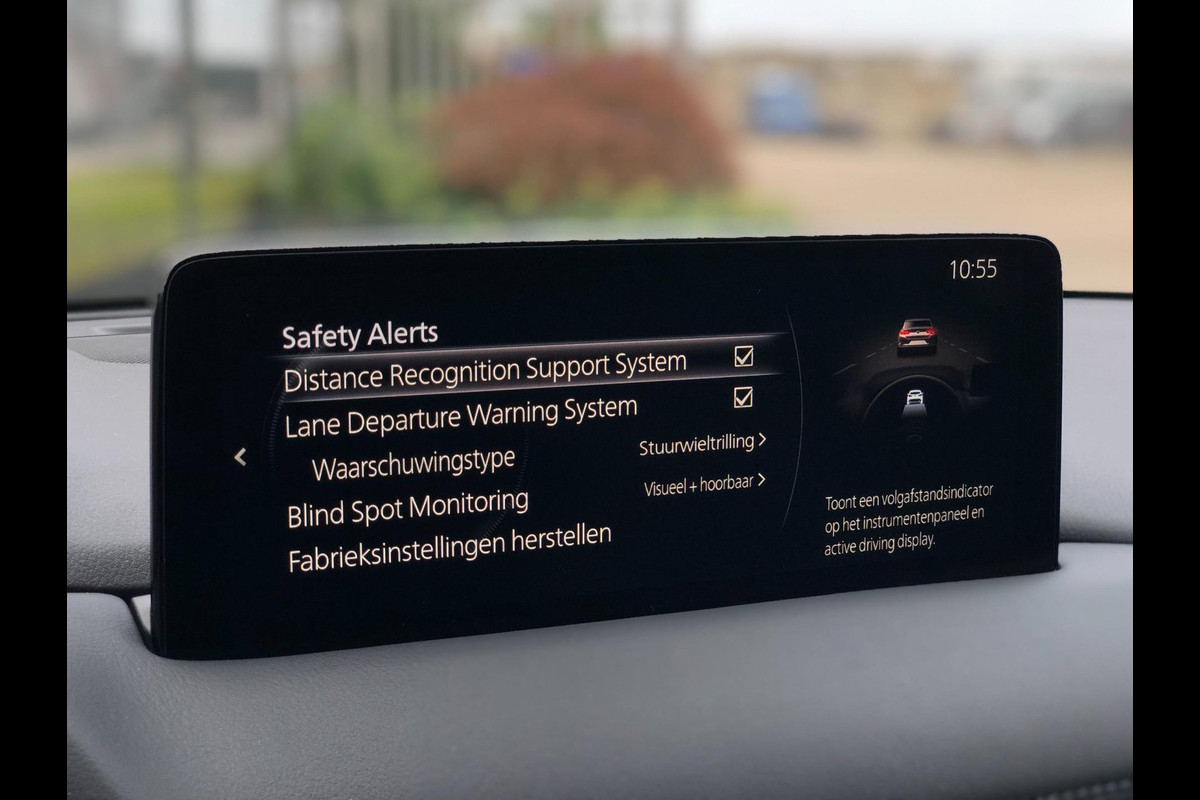 10:55
Safety Alerts
Distance Recognition Support System
Lane Departure Warning System
Waarschuwingstype Stuurwieltrilling >
Blind Spot Monitoring Visueel + hoorbaar >
Fabrieksinstellingen herstellen
Toont een volgafstandsindicator
op het instrumentenpaneel en
active driving display.